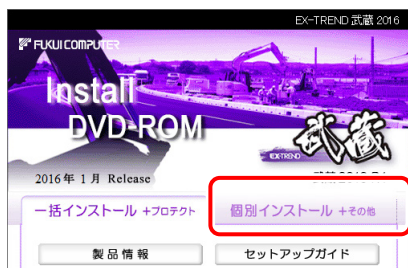 EX-TREND 武蔵 2016
FUKUI COMPUTER
Install
DVD-ROM
武蔵
EX-TREND
2016年 1月 Release
一括インストール +プロテクト
個別インストール +その他
製品情報
セットアップガイド